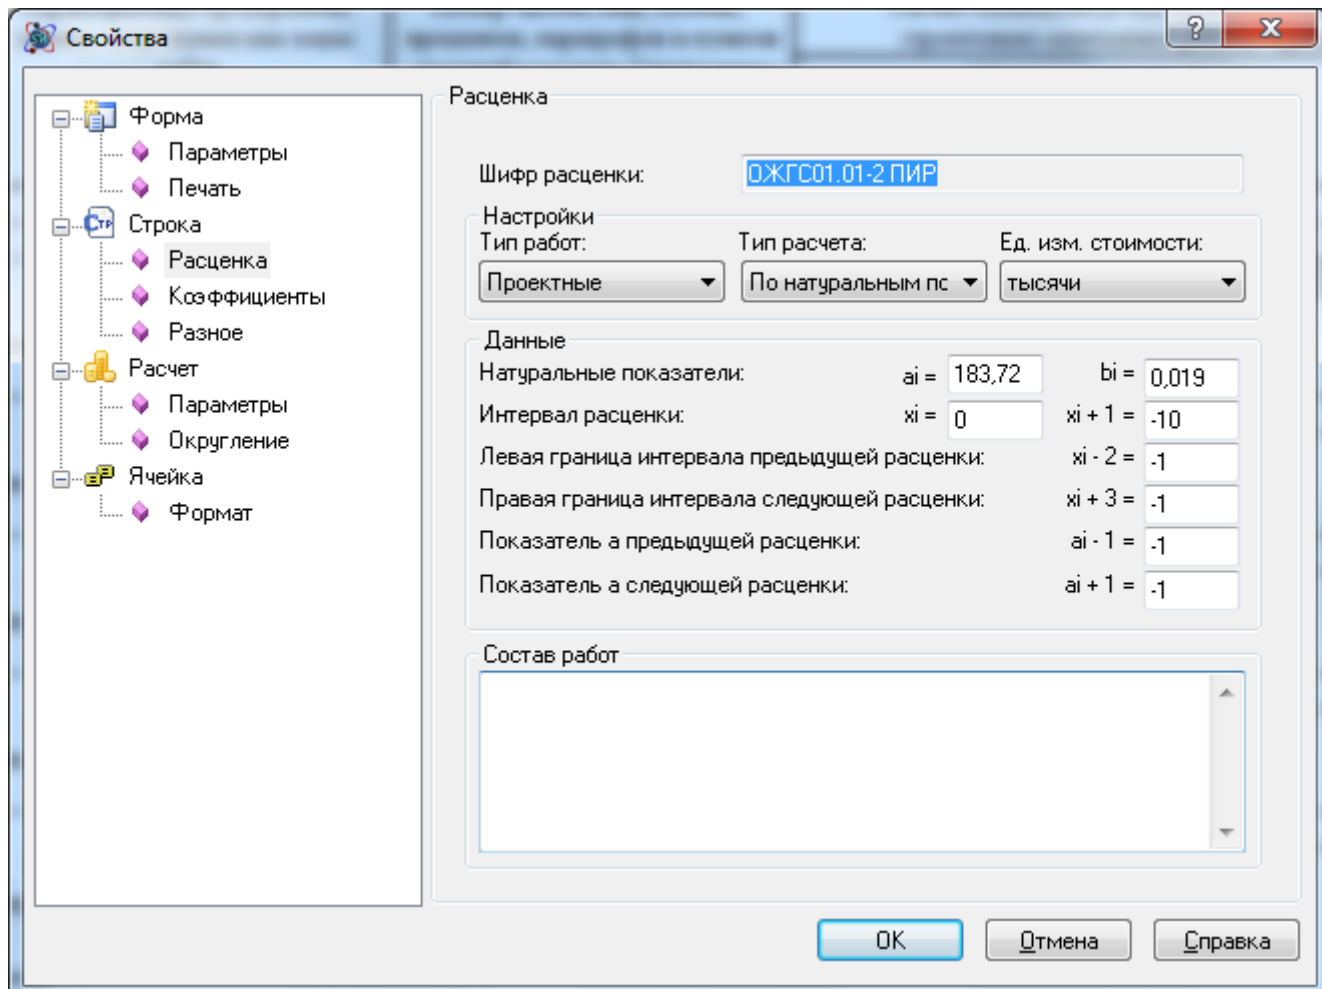 Свойства
?
Форма
Параметры
Печать
Стр Строка
Расценка
Коэффициенты
Разное
Расчет
Параметры
Округление
Ячейка
Формат
Расценка
Шифр расценки: ОЖГС01.01-2 ПИР
Настройки
Тип работ: Тип расчета: Ед. изм. стоимости:
Проектные По натуральным пс тысячи
Данные
Натуральные показатели: ai = 183,72 bi = 0,019
Интервал расценки: xi = 0 xi + 1 = -10
Левая граница интервала предыдущей расценки: xi - 2 = -1
Правая граница интервала следующей расценки: xi + 3 = -1
Показатель а предыдущей расценки: ai - 1 = -1
Показатель а следующей расценки: ai + 1 = -1
Состав работ
OK Отмена Справка